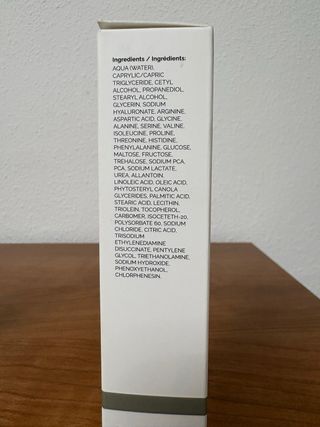 Ingredients / Ingrédients:
AQUA (WATER),
CAPRYLIC/CAPRIC
TRIGLYCERIDE, CETYL
ALCOHOL, PROPANEDIOL,
STEARYL ALCOHOL,
GLYCERIN, SODIUM
HYALURONATE, ARGININE,
ASPARTIC ACID, GLYCINE,
ALANINE, SERINE, VALINE,
ISOLEUCINE, PROLINE,
THREONINE, HISTIDINE,
PHENYLALANINE, GLUCOSE,
MALTOSE, FRUCTOSE,
TREHALOSE, SODIUM PCA,
PCA, SODIUM LACTATE,
UREA, ALLANTOIN,
LINOLEIC ACID, OLEIC ACID,
PHYTOSTERYL CANOLA
GLYCERIDES, PALMITIC ACID,
STEARIC ACID, LECITHIN,
TRIOLEIN, TOCOPHEROL,
CARBOMER, ISOCETETH-20,
POLYSORBATE 60, SODIUM
CHLORIDE, CITRIC ACID,
TRISODIUM
ETHYLENEDIAMINE
DISUCCINATE, PENTYLENE
GLYCOL, TRIETHANOLAMINE,
SODIUM HYDROXIDE,
PHENOXYETHANOL,
CHLORPHENESIN.